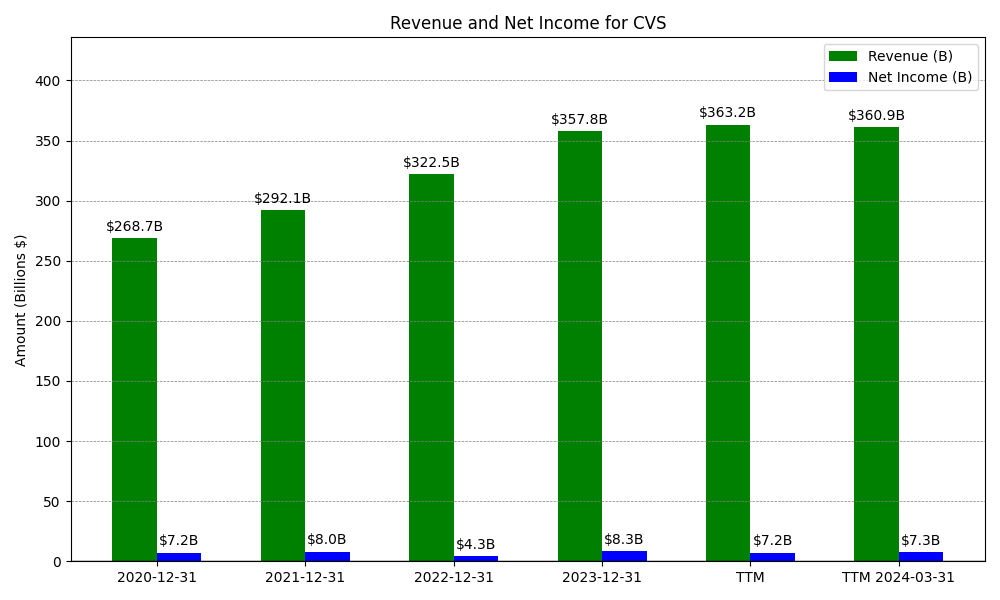 Revenue and Net Income for CVS
Revenue (B)
Net Income (B)
Amount (Billions $)
400
350
300
250
200
150
100
50
0
$268.7B
$292.1B
$322.5B
$357.8B
$363.2B
$360.9B
$7.2B
$8.0B
$4.3B
$8.3B
$7.2B
$7.3B
2020-12-31
2021-12-31
2022-12-31
2023-12-31
TTM
TTM 2024-03-31